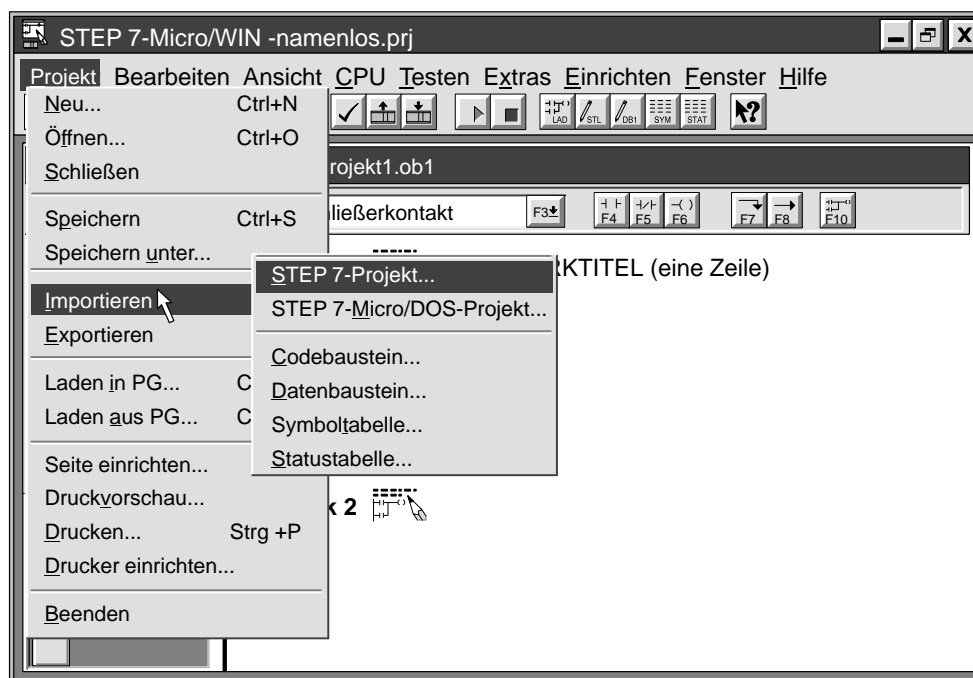 STEP 7-Micro/WIN -namenlos.prj
Projekt Bearbeiten Ansicht CPU Testen Extras Einrichten Fenster Hilfe
LAD STL DB1 SYM STAT
Neu... Ctrl+N
Öffnen... Ctrl+O
Schließen
Speichern Ctrl+S
Speichern unter...
Importieren
Exportieren
Laden in PG... C
Laden aus PG... C
Seite einrichten...
Druckvorschau...
Drucken... Strg +P
Drucker einrichten...
Beenden
rojekt1.ob1
ließerkontakt F3 F4 F5 F6 F7 F8 F10
KTITEL (eine Zeile)
STEP 7-Projekt...
STEP 7-Micro/DOS-Projekt...
Codebaustein...
Datenbaustein...
Symboltabelle...
Statustabelle...
k 2